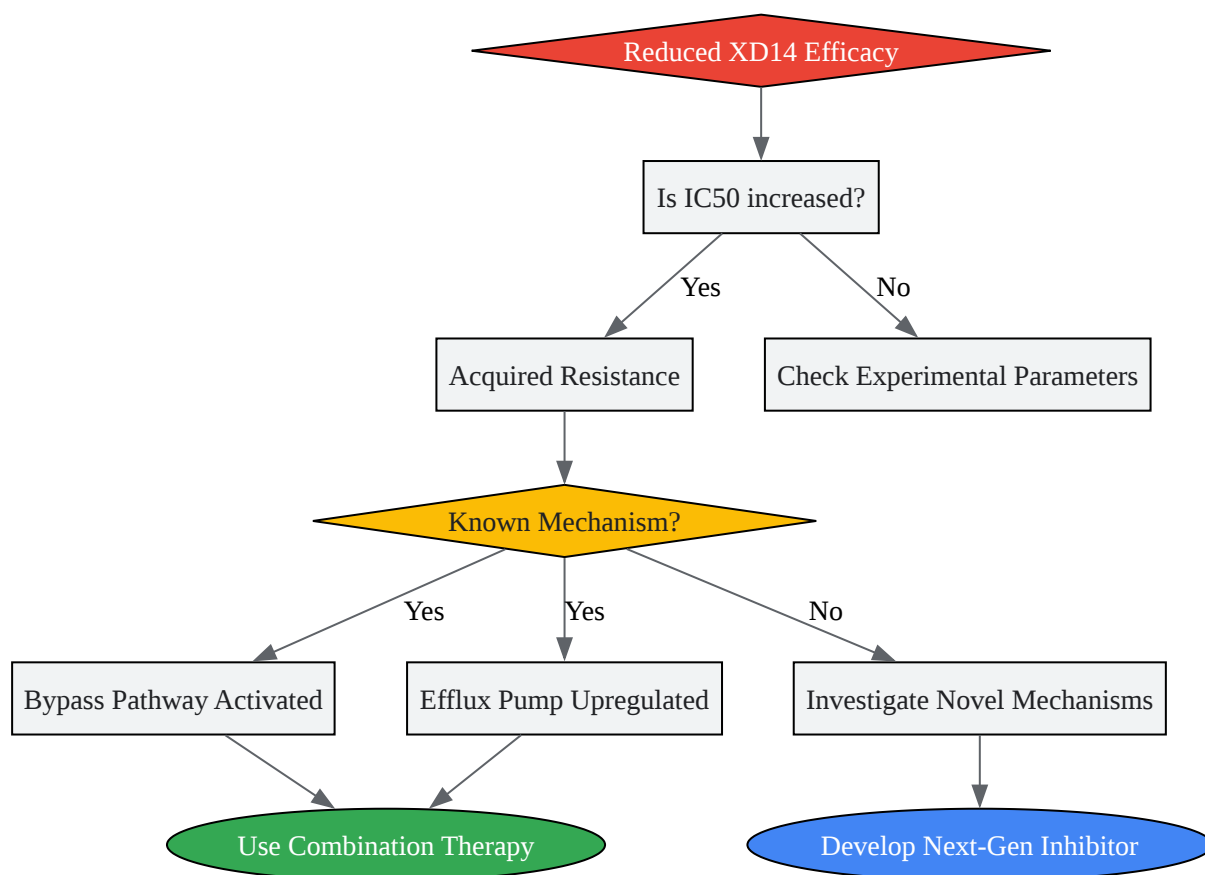 Reduced XD14 Efficacy
Is IC50 increased?
Yes
No
Acquired Resistance
Check Experimental Parameters
Known Mechanism?
Yes
Yes
No
Bypass Pathway Activated
Efflux Pump Upregulated
Investigate Novel Mechanisms
Use Combination Therapy
Develop Next-Gen Inhibitor